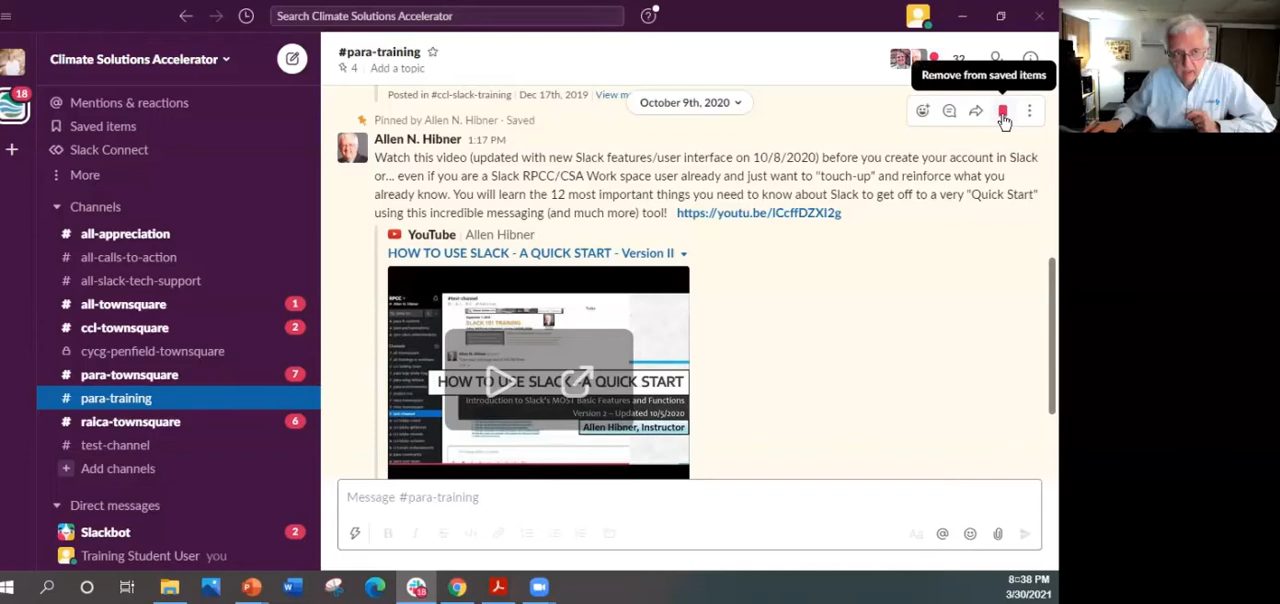 Search Climate Solutions Accelerator
Climate Solutions Accelerator
18
Mentions & reactions
Saved items
Slack Connect
More
Channels
# all-appreciation
# all-calls-to-action
# all-slack-tech-support
# all-townsquare 1
# ccl-townsquare 2
cycg-penfield-townsquare
# para-townsquare 7
# para-training
# raica-townsquare 6
# test-channel
+ Add channels
Direct messages
Slackbot 2
Training Student User you
#para-training
4 Add a topic
32
Remove from saved items
Posted in #ccl-slack-training | Dec 17th, 2019 | View
October 9th, 2020
Pinned by Allen N. Hibner · Saved
Allen N. Hibner 1:17 PM
Watch this video (updated with new Slack features/user interface on 10/8/2020) before you create your account in Slack
or... even if you are a Slack RPCC/CSA Work space user already and just want to "touch-up" and reinforce what you
already know. You will learn the 12 most important things you need to know about Slack to get off to a very "Quick Start"
using this incredible messaging (and much more) tool! https://youtu.be/lCcffDZXI2g
YouTube | Allen Hibner
HOW TO USE SLACK - A QUICK START - Version II
RPCC
SLACK 101 TRAINING
HOW TO USE SLACK - A QUICK START
Introduction to Slack's MOST Basic Features and Functions
Version 2 - Updated 10/5/2020
Allen Hibner, Instructor
Message #para-training
B I
Aa @
8:38 PM
3/30/2021